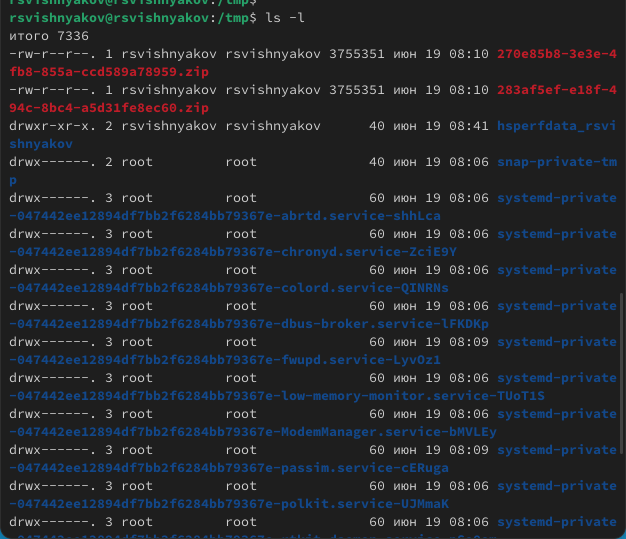 rsvishnyakov@rsvishnyakov:/tmp$
rsvishnyakov@rsvishnyakov:/tmp$ ls -l
итого 7336
-rw-r--r--. 1 rsvishnyakov rsvishnyakov 3755351 июн 19 08:10 270e85b8-3e3e-4
fb8-855a-ccd589a78959.zip
-rw-r--r--. 1 rsvishnyakov rsvishnyakov 3755351 июн 19 08:10 283af5ef-e18f-4
94c-8bc4-a5d31fe8ec60.zip
drwxr-xr-x. 2 rsvishnyakov rsvishnyakov      40 июн 19 08:41 hsperfdata_rsvi
shnyakov
drwx------. 2 root         root              40 июн 19 08:06 snap-private-tm
p
drwx------. 3 root         root              60 июн 19 08:06 systemd-private
-047442ee12894df7bb2f6284bb79367e-abrtd.service-shhLca
drwx------. 3 root         root              60 июн 19 08:06 systemd-private
-047442ee12894df7bb2f6284bb79367e-chronyd.service-ZciE9Y
drwx------. 3 root         root              60 июн 19 08:06 systemd-private
-047442ee12894df7bb2f6284bb79367e-colord.service-QINRNs
drwx------. 3 root         root              60 июн 19 08:06 systemd-private
-047442ee12894df7bb2f6284bb79367e-dbus-broker.service-lFKDKp
drwx------. 3 root         root              60 июн 19 08:09 systemd-private
-047442ee12894df7bb2f6284bb79367e-fwupd.service-LyvOz1
drwx------. 3 root         root              60 июн 19 08:06 systemd-private
-047442ee12894df7bb2f6284bb79367e-low-memory-monitor.service-TUoT1S
drwx------. 3 root         root              60 июн 19 08:06 systemd-private
-047442ee12894df7bb2f6284bb79367e-ModemManager.service-bMVLEy
drwx------. 3 root         root              60 июн 19 08:09 systemd-private
-047442ee12894df7bb2f6284bb79367e-passim.service-cERuga
drwx------. 3 root         root              60 июн 19 08:06 systemd-private
-047442ee12894df7bb2f6284bb79367e-polkit.service-UJMmaK
drwx------. 3 root         root              60 июн 19 08:06 systemd-private